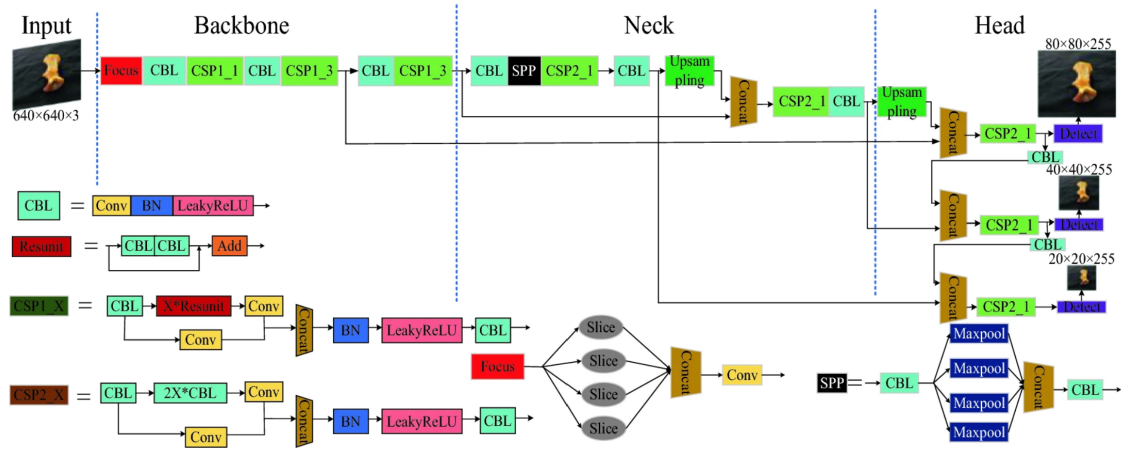 Input
Backbone
Neck
Head
640×640×3
Focus CBL CSP1_1 CBL CSP1_3 CBL CSP1_3 CBL SPP CSP2_1 CBL
Upsam
pling
Concat
CSP2_1 CBL
Upsam
pling
Concat
CSP2_1
Detect
80×80×255
CBL
Concat
CSP2_1
Detect
40×40×255
CBL
Concat
CSP2_1
Detect
20×20×255
CBL = Conv BN LeakyReLU
Resunit = CBL CBL Add
CSP1_X = CBL X*Resunit Conv
Conv
Concat
BN LeakyReLU CBL
CSP2_X = CBL 2X*CBL Conv
Conv
Concat
BN LeakyReLU CBL
Focus
Slice
Slice
Slice
Slice
Concat
Conv
SPP = CBL
Maxpool
Maxpool
Maxpool
Maxpool
Concat
CBL